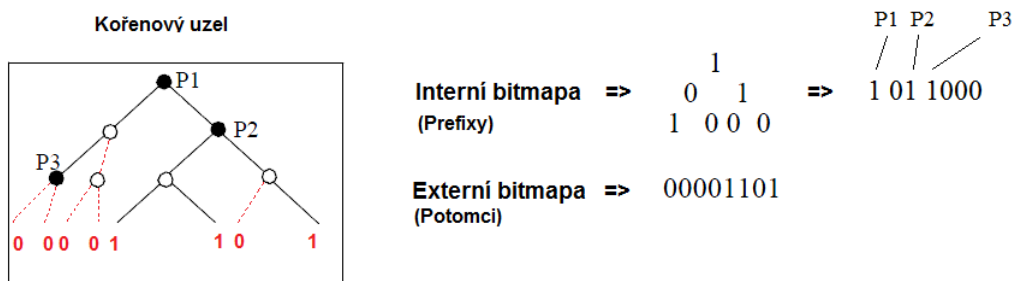 Kořenový uzel
P1
P2
P3
0 0 0 0 1 1 0 1
Interní bitmapa =>
(Prefixy)
1
0 1
1 0 0 0
=>
P1 P2 P3
1 01 1000
Externí bitmapa => 00001101
(Potomci)